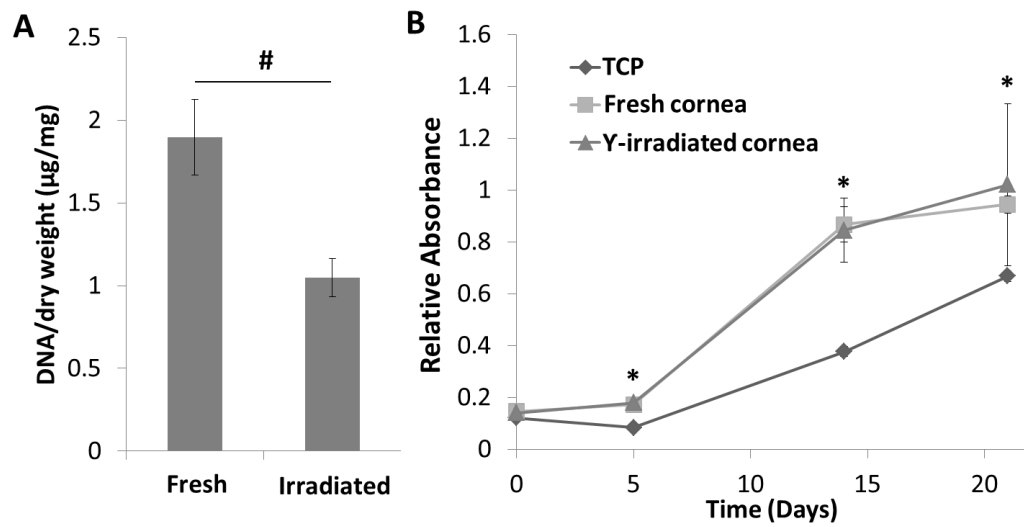 A
DNA/dry weight (µg/mg)
2.5
2
1.5
1
0.5
0
#
Fresh
Irradiated
B
Relative Absorbance
1.6
1.4
1.2
1
0.8
0.6
0.4
0.2
0
TCP
Fresh cornea
Υ-irradiated cornea
*
*
*
0
5
10
15
20
Time (Days)